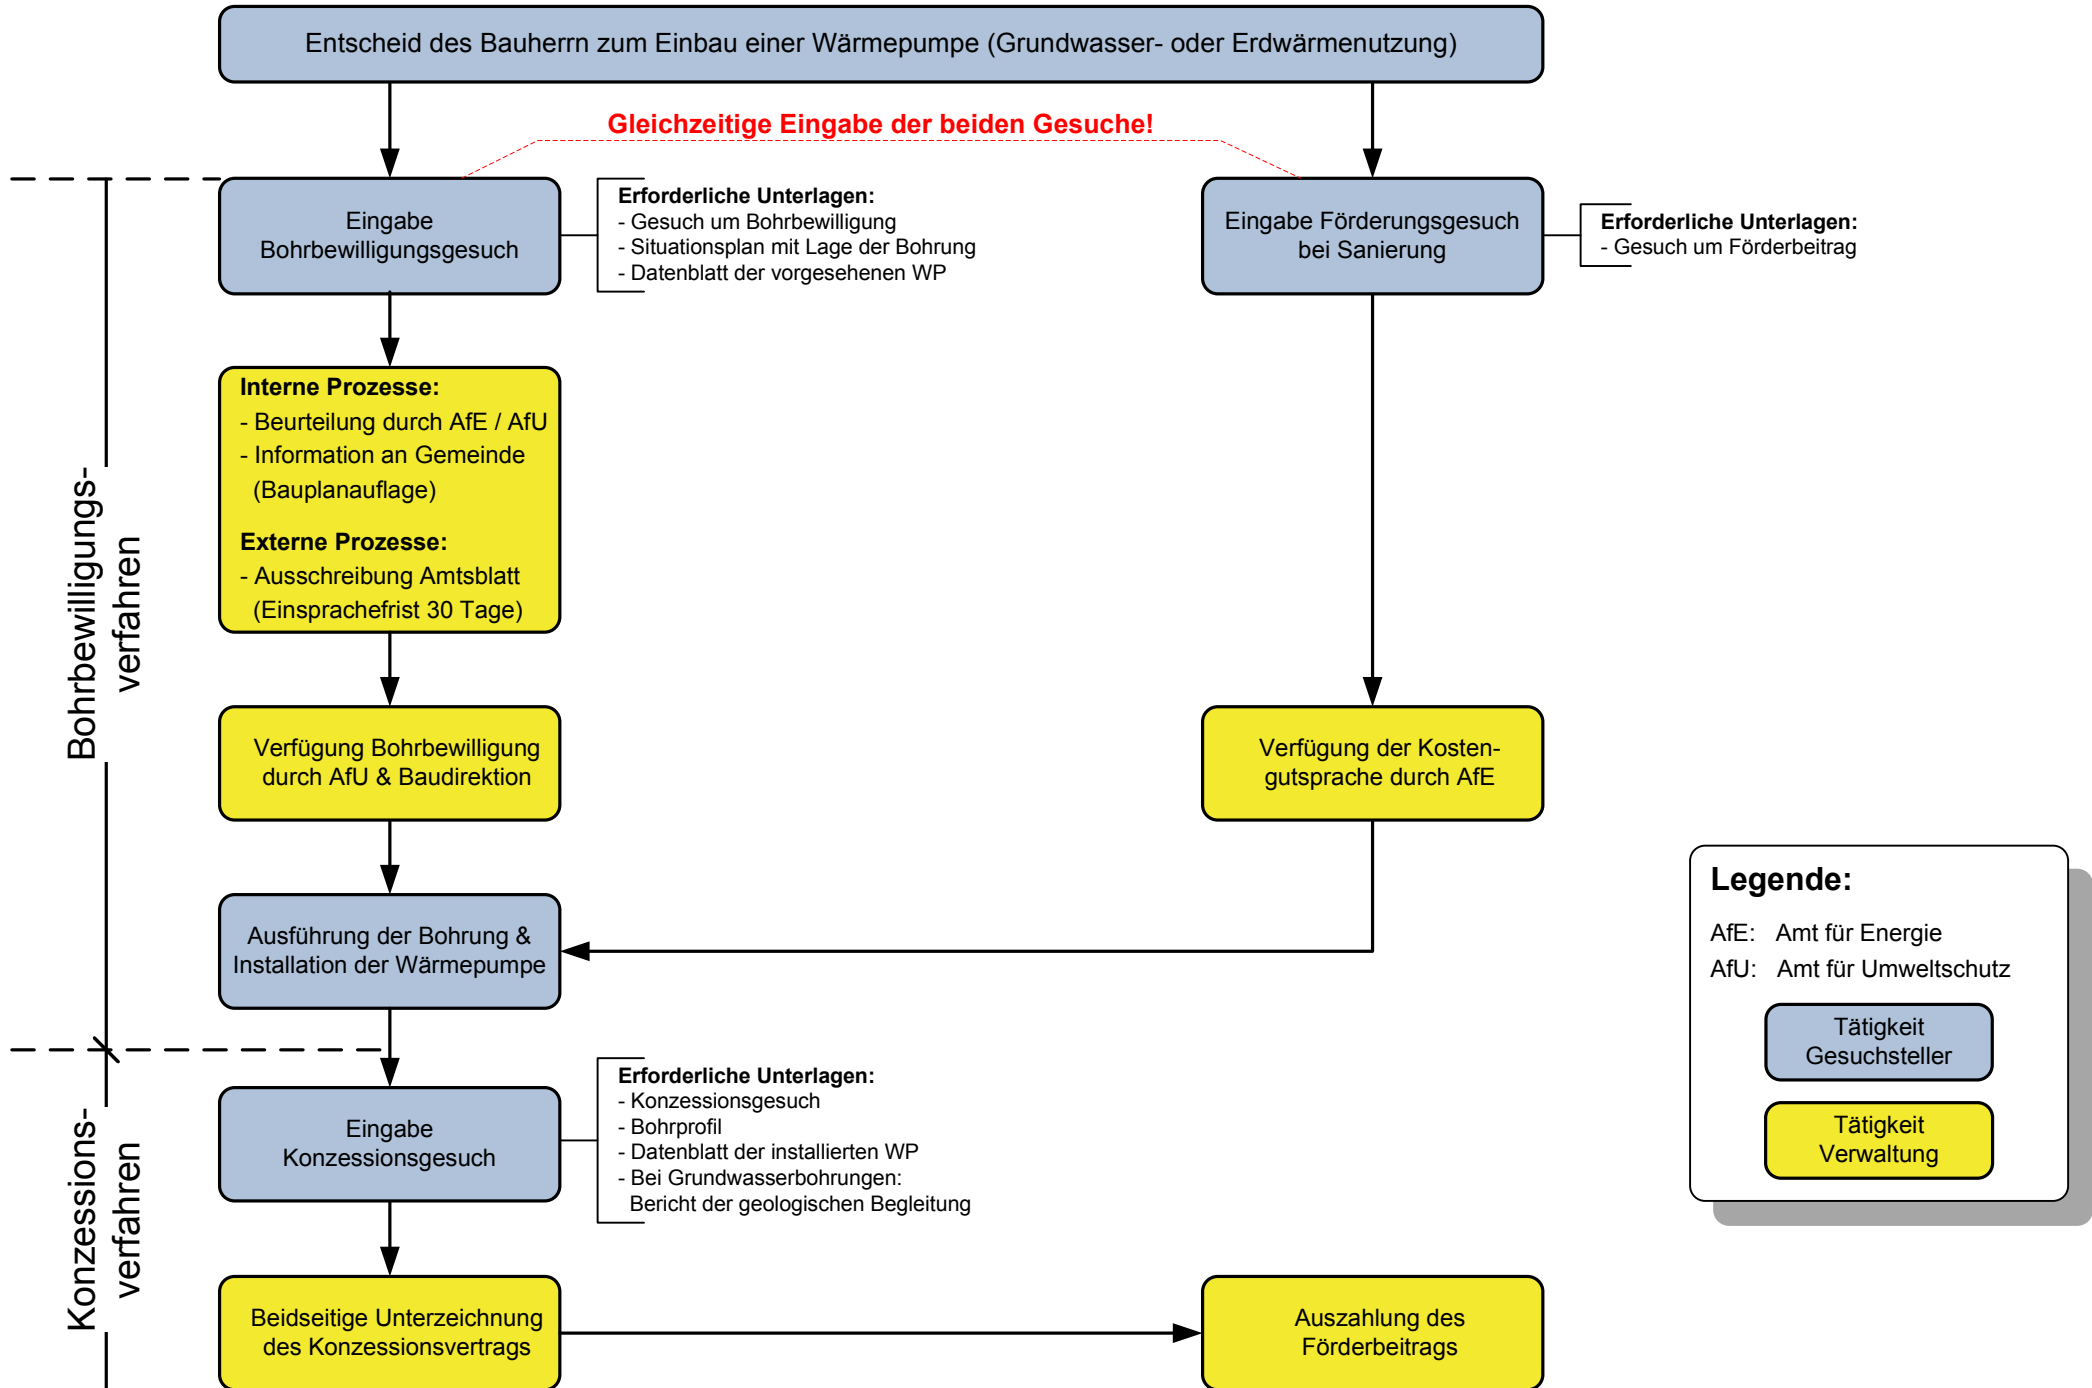 Entscheid des Bauherrn zum Einbau einer Wärmepumpe (Grundwasser- oder Erdwärmenutzung)
Gleichzeitige Eingabe der beiden Gesuche!
Bohrbewilligungs-
verfahren
Eingabe
Bohrbewilligungsgesuch
Erforderliche Unterlagen:
- Gesuch um Bohrbewilligung
- Situationsplan mit Lage der Bohrung
- Datenblatt der vorgesehenen WP
Eingabe Förderungsgesuch
bei Sanierung
Erforderliche Unterlagen:
- Gesuch um Förderbeitrag
Interne Prozesse:
- Beurteilung durch AfE / AfU
- Information an Gemeinde
(Bauplanauflage)
Externe Prozesse:
- Ausschreibung Amtsblatt
(Einsprachefrist 30 Tage)
Verfügung Bohrbewilligung
durch AfU & Baudirektion
Verfügung der Kosten-
gutsprache durch AfE
Ausführung der Bohrung &
Installation der Wärmepumpe
Konzessions-
verfahren
Eingabe
Konzessionsgesuch
Erforderliche Unterlagen:
- Konzessionsgesuch
- Bohrprofil
- Datenblatt der installierten WP
- Bei Grundwasserbohrungen:
Bericht der geologischen Begleitung
Beidseitige Unterzeichnung
des Konzessionsvertrags
Auszahlung des
Förderbeitrags
Legende:
AfE: Amt für Energie
AfU: Amt für Umweltschutz
Tätigkeit
Gesuchsteller
Tätigkeit
Verwaltung